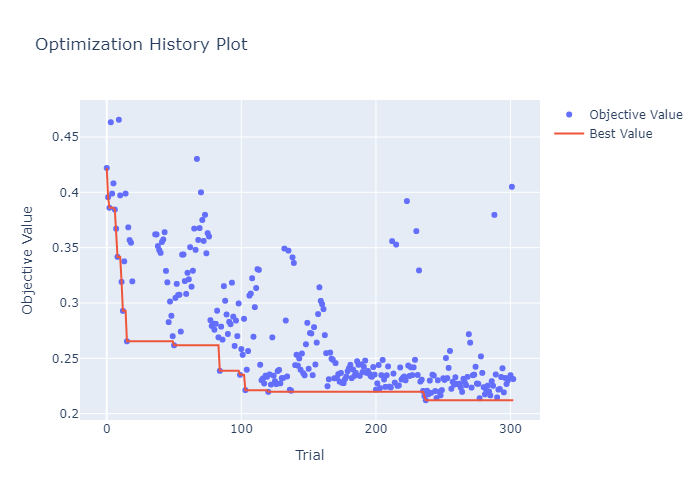 Optimization History Plot
Objective Value
Best Value
0.45
0.4
0.35
0.3
0.25
0.2
Objective Value
0
100
200
300
Trial